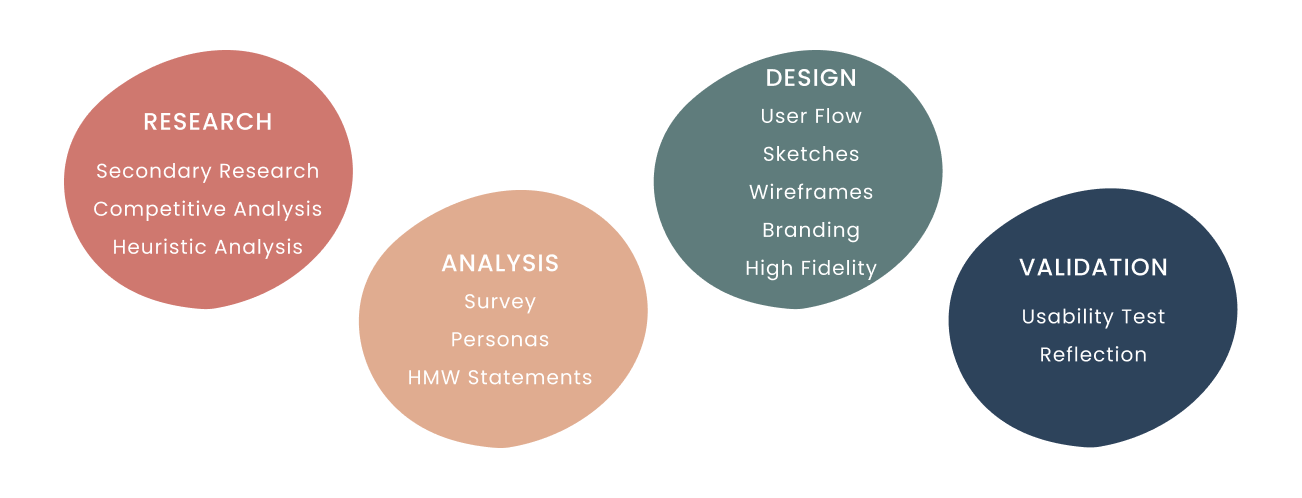 RESEARCH
Secondary Research
Competitive Analysis
Heuristic Analysis
ANALYSIS
Survey
Personas
HMW Statements
DESIGN
User Flow
Sketches
Wireframes
Branding
High Fidelity
VALIDATION
Usability Test
Reflection